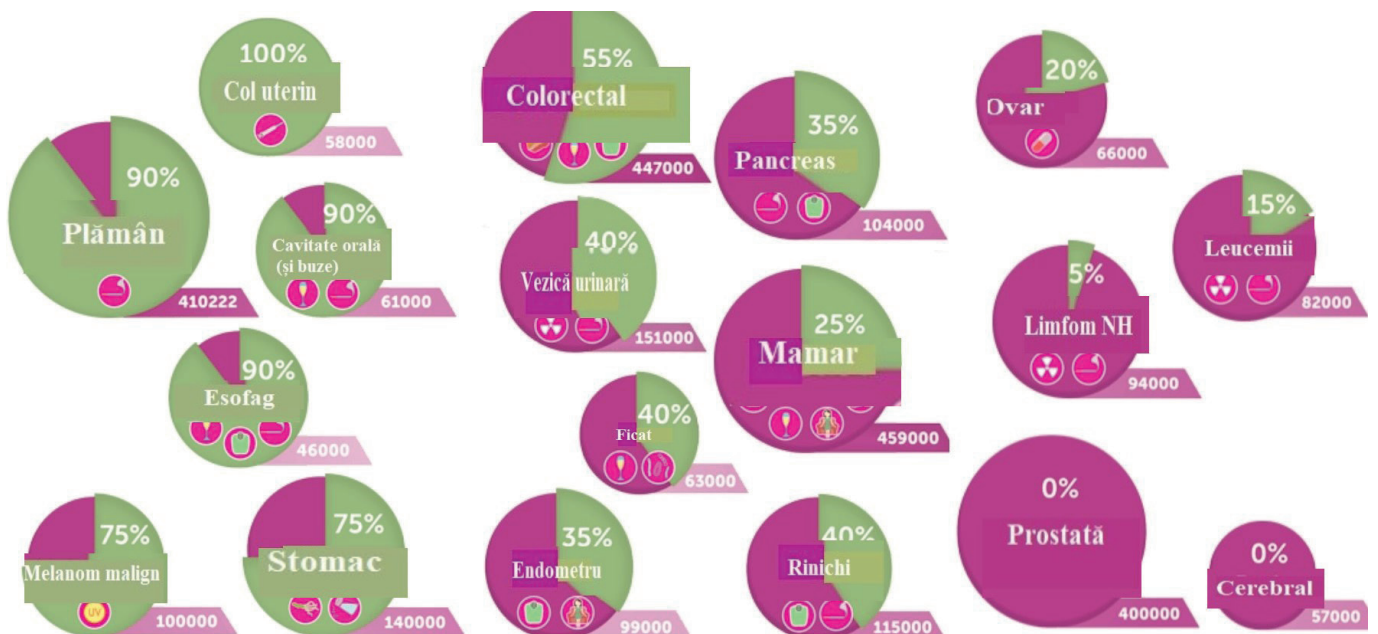 100%
Col uterin
58000
90%
Plămân
410222
90%
Cavitate orală
(și buze)
61000
90%
Esofag
46000
75%
Melanom malign
UV
100000
75%
Stomac
140000
55%
Colorectal
447000
35%
Pancreas
104000
40%
Vezică urinară
151000
25%
Mamar
459000
40%
Ficat
63000
35%
Endometru
99000
40%
Rinichi
115000
20%
Ovar
66000
15%
Leucemii
82000
5%
Limfom NH
94000
0%
Prostată
400000
0%
Cerebral
57000